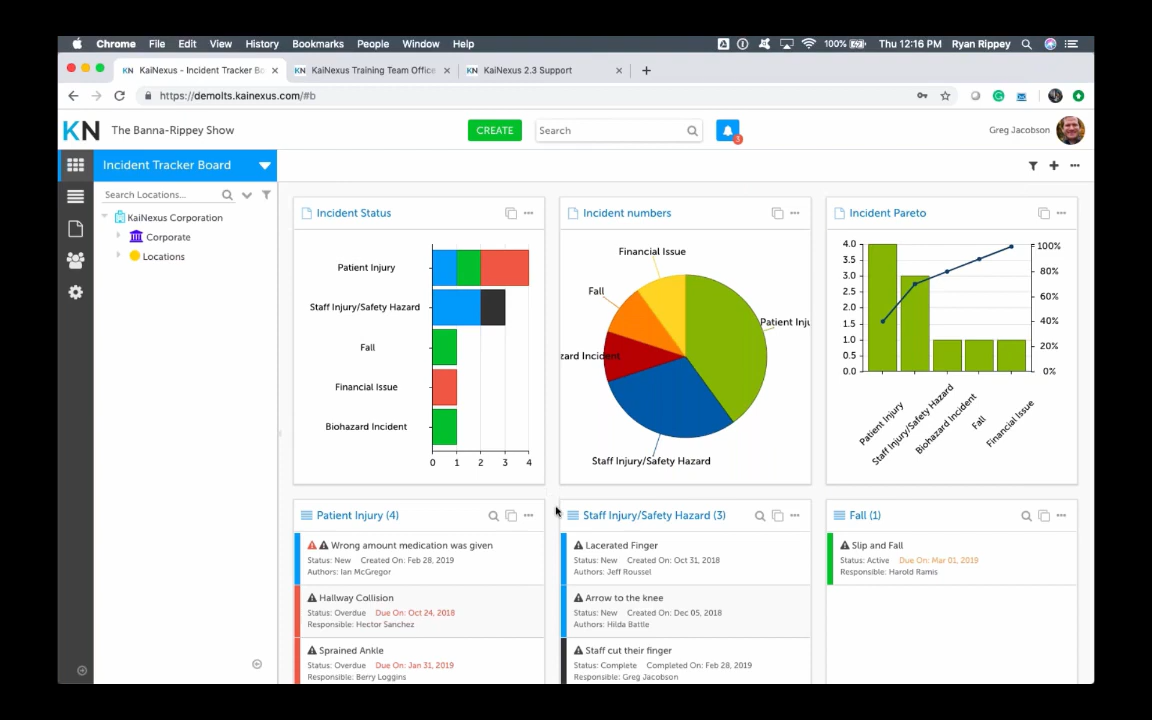 Chrome File Edit View History Bookmarks People Window Help 100% Thu 12:16 PM Ryan Rippey
KN KaiNexus - Incident Tracker Bo KN KaiNexus Training Team Office KN KaiNexus 2.3 Support
https://demolts.kainexus.com/#b
KN The Banna-Rippey Show CREATE Search 3 Greg Jacobson
Incident Tracker Board
Search Locations...
KaiNexus Corporation
Corporate
Locations
Incident Status
Patient Injury
Staff Injury/Safety Hazard
Fall
Financial Issue
Biohazard Incident
0 1 2 3 4
Incident numbers
Financial Issue
Fall
Patient Inju
zard Incident
Staff Injury/Safety Hazard
Incident Pareto
4.0 100%
3.5
3.0 80%
2.5
2.0 60%
1.5 40%
1.0
0.5 20%
0.0 0%
Patient Injury
Staff Injury/Safety Hazard
Biohazard Incident
Fall
Financial Issue
Patient Injury (4)
Wrong amount medication was given
Status: New Created On: Feb 28, 2019
Authors: Ian McGregor
Hallway Collision
Status: Overdue Due On: Oct 24, 2018
Responsible: Hector Sanchez
Sprained Ankle
Status: Overdue Due On: Jan 31, 2019
Responsible: Berry Loggins
Staff Injury/Safety Hazard (3)
Lacerated Finger
Status: New Created On: Oct 31, 2018
Authors: Jeff Roussel
Arrow to the knee
Status: New Created On: Dec 05, 2018
Authors: Hilda Battle
Staff cut their finger
Status: Complete Completed On: Feb 28, 2019
Responsible: Greg Jacobson
Fall (1)
Slip and Fall
Status: Active Due On: Mar 01, 2019
Responsible: Harold Ramis